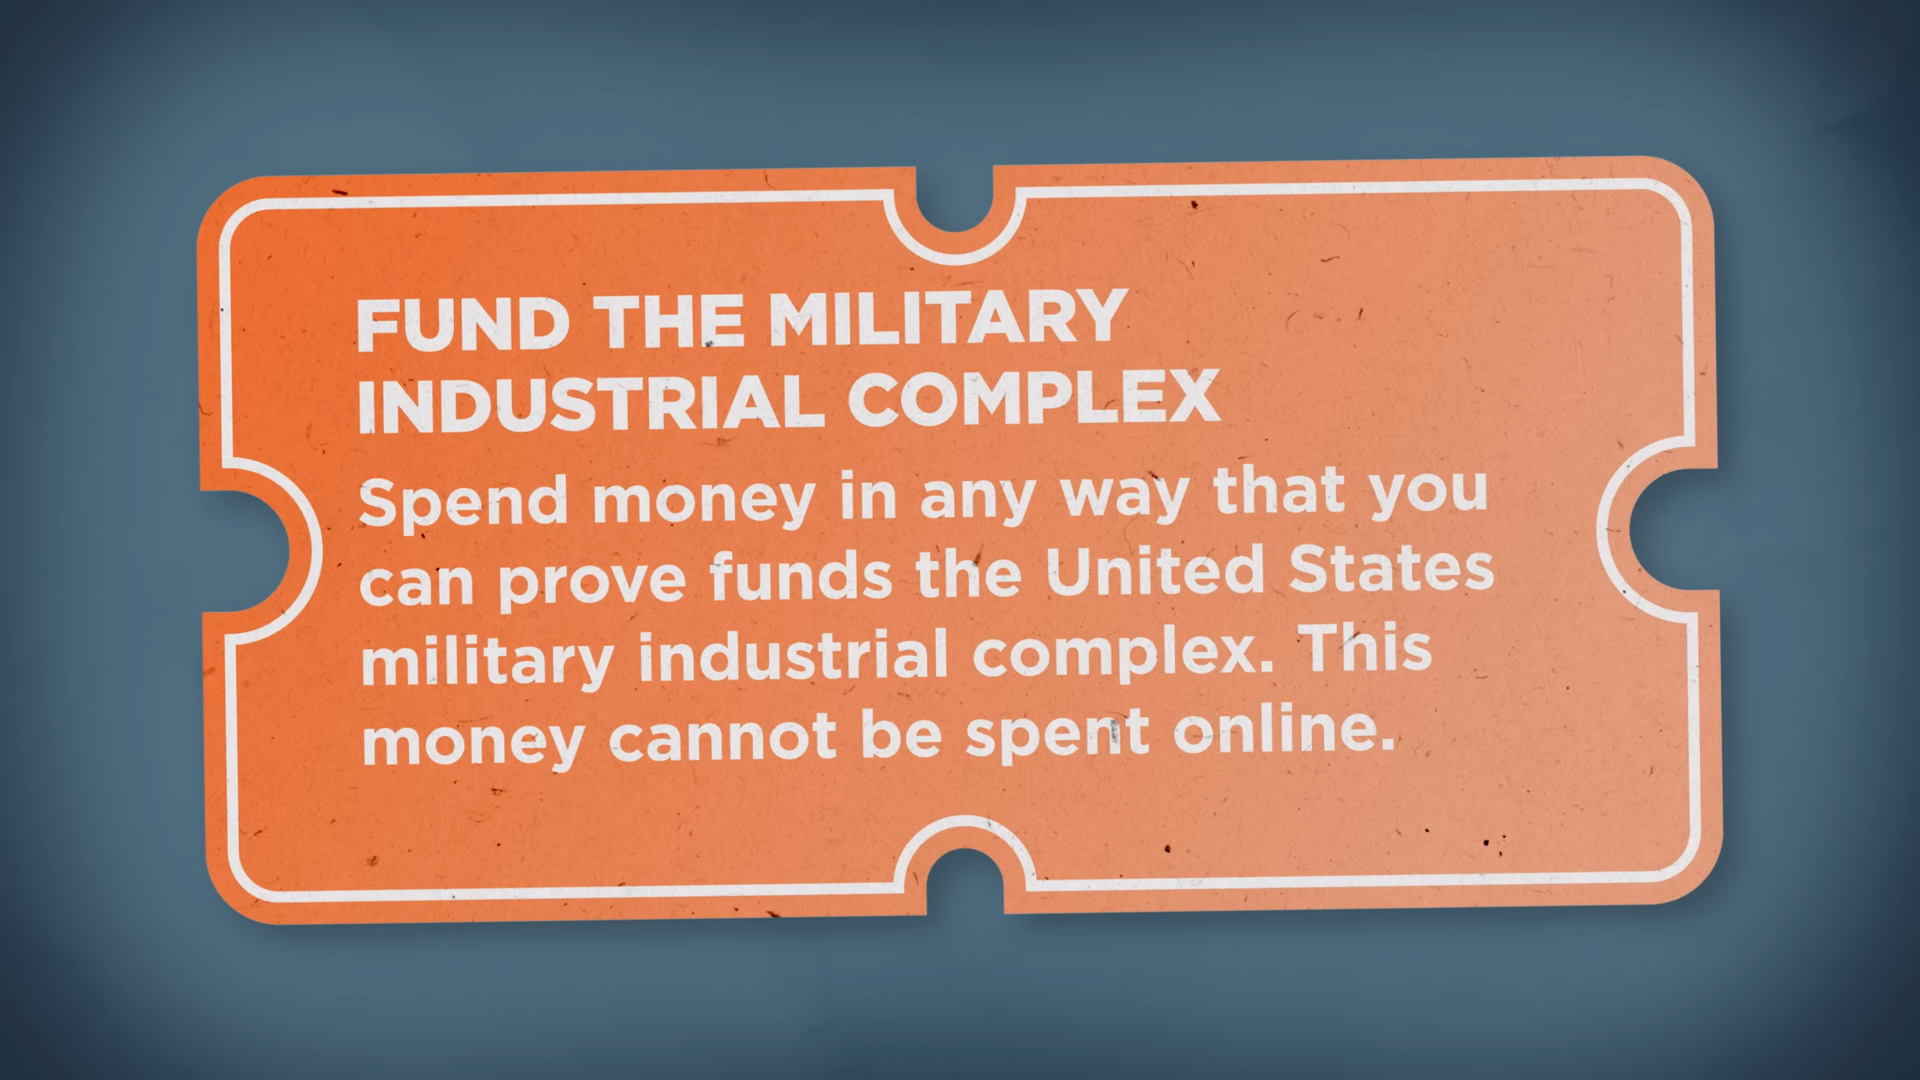 FUND THE MILITARY
INDUSTRIAL COMPLEX
Spend money in any way that you
can prove funds the United States
military industrial complex. This
money cannot be spent online.